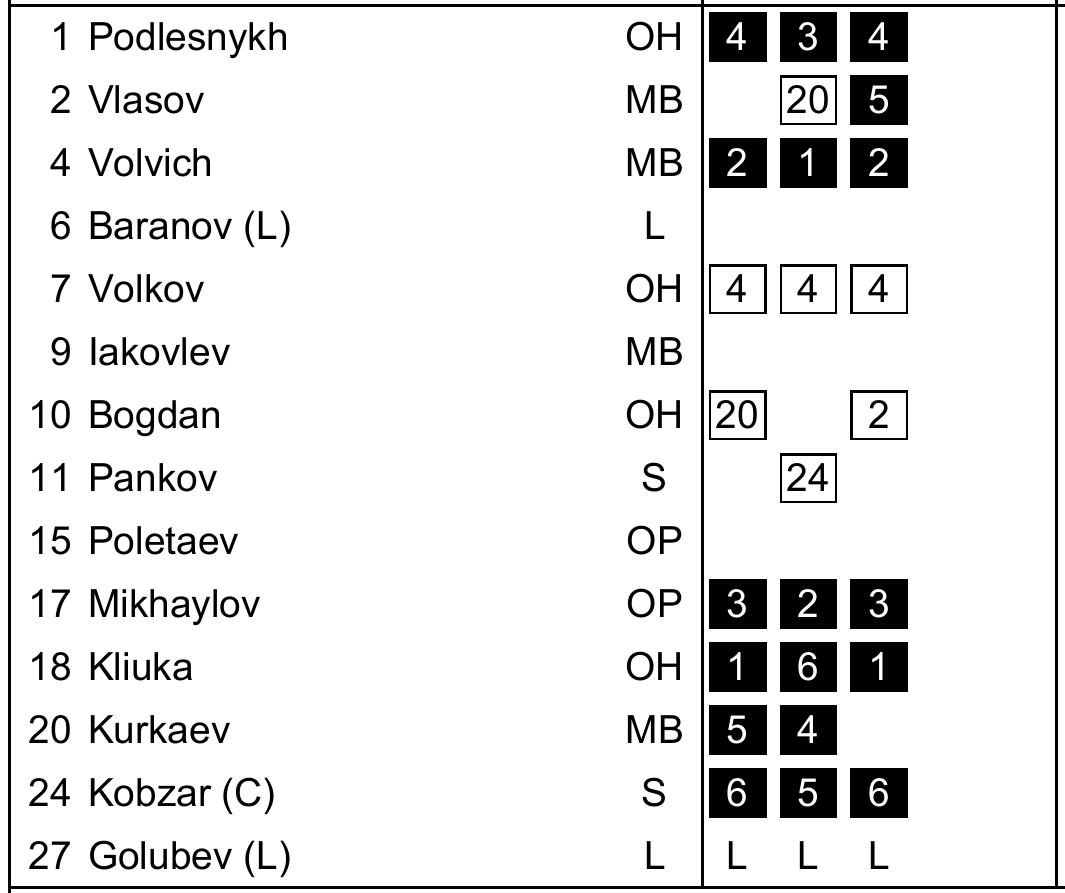 1 Podlesnykh OH 4 3 4
2 Vlasov MB 20 5
4 Volvich MB 2 1 2
6 Baranov (L) L
7 Volkov OH 4 4 4
9 Iakovlev MB
10 Bogdan OH 20 2
11 Pankov S 24
15 Poletaev OP
17 Mikhaylov OP 3 2 3
18 Kliuka OH 1 6 1
20 Kurkaev MB 5 4
24 Kobzar (C) S 6 5 6
27 Golubev (L) L L L L